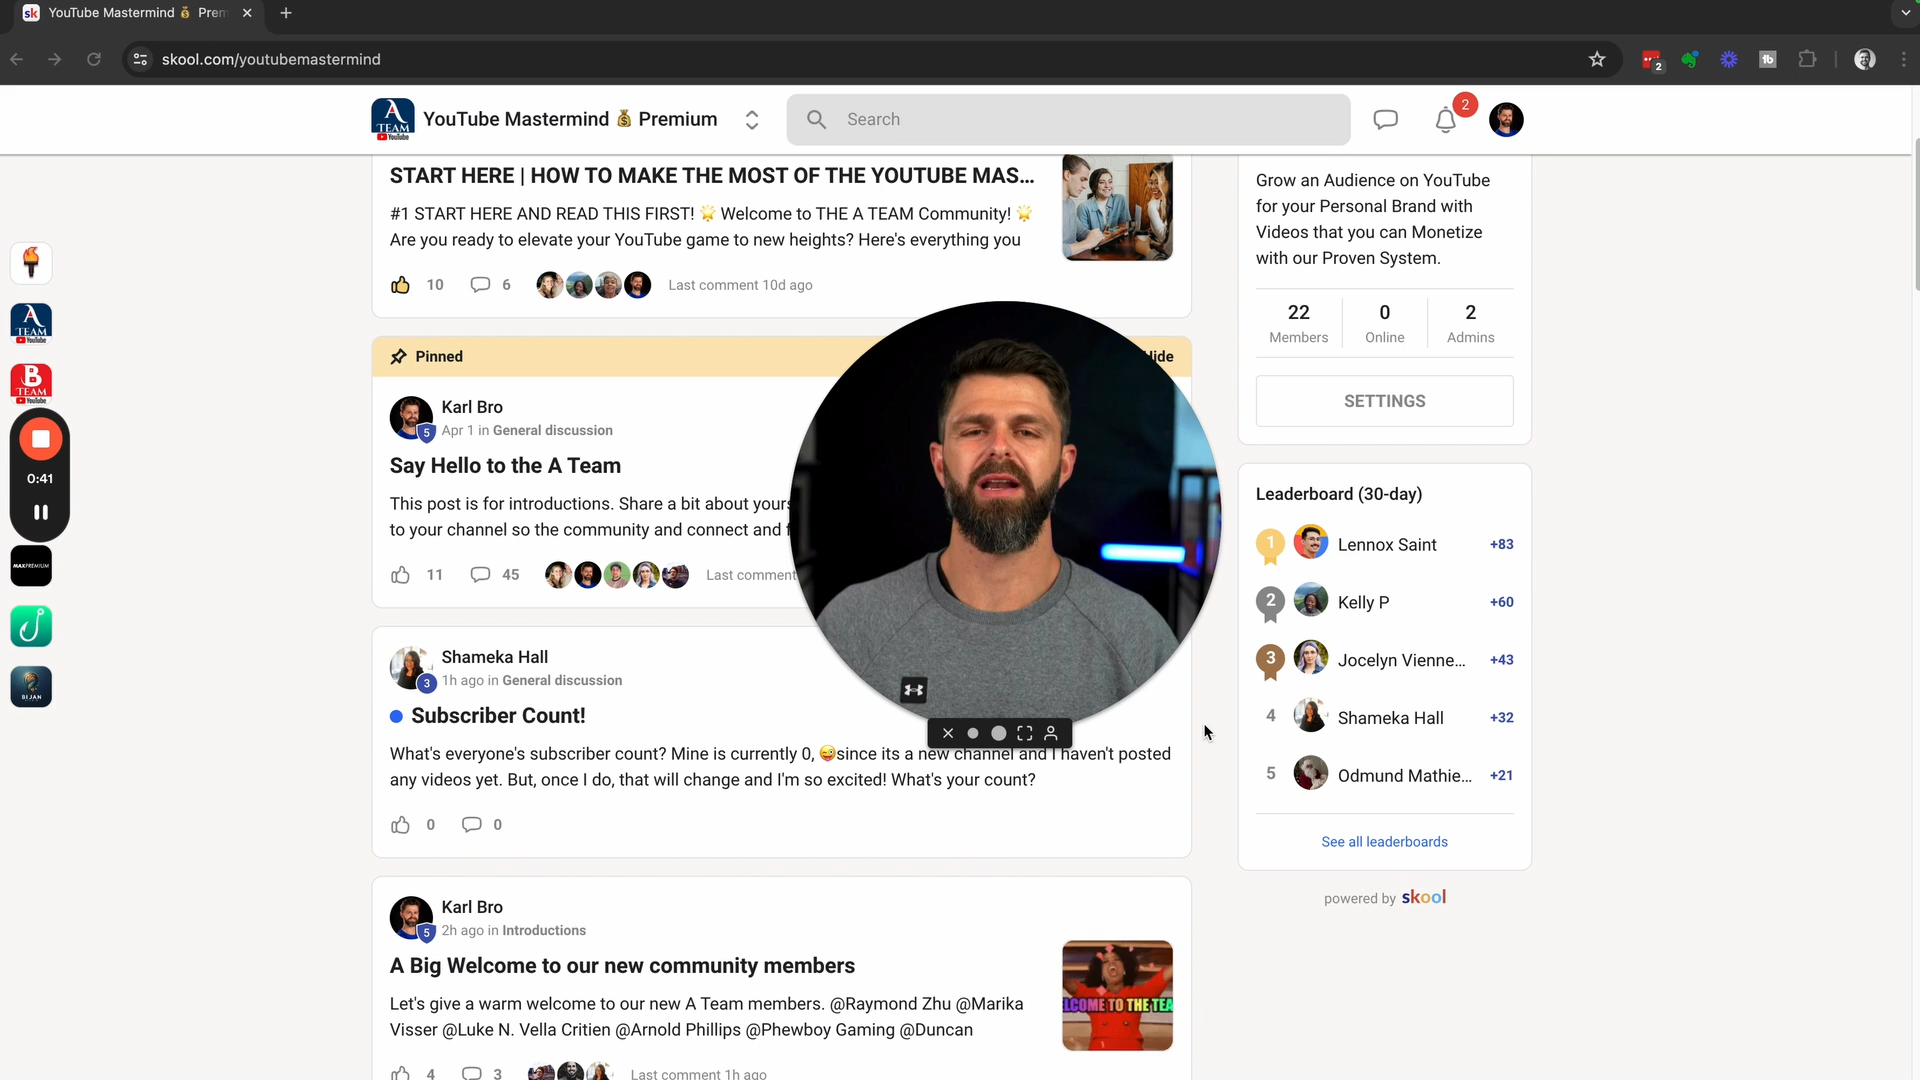 YouTube Mastermind 💰 Prem
skool.com/youtubemastermind
2
A
TEAM
YouTube
YouTube Mastermind 💰 Premium
Search
2
START HERE | HOW TO MAKE THE MOST OF THE YOUTUBE MAS...
#1 START HERE AND READ THIS FIRST! 🌟 Welcome to THE A TEAM Community! 🌟
Are you ready to elevate your YouTube game to new heights? Here's everything you
10
6
Last comment 10d ago
Pinned
Hide
Karl Bro
5
Apr 1 in General discussion
Say Hello to the A Team
This post is for introductions. Share a bit about yours
to your channel so the community and connect and f
11
45
Last comment
Shameka Hall
3
1h ago in General discussion
Subscriber Count!
What's everyone's subscriber count? Mine is currently 0, 😜since its a new channel and I haven't posted
any videos yet. But, once I do, that will change and I'm so excited! What's your count?
0
0
Karl Bro
5
2h ago in Introductions
A Big Welcome to our new community members
Let's give a warm welcome to our new A Team members. @Raymond Zhu @Marika
Visser @Luke N. Vella Critien @Arnold Phillips @Phewboy Gaming @Duncan
LCOME TO THE TEA
4
3
Last comment 1h ago
Grow an Audience on YouTube
for your Personal Brand with
Videos that you can Monetize
with our Proven System.
22
Members
0
Online
2
Admins
SETTINGS
Leaderboard (30-day)
1
Lennox Saint
+83
2
Kelly P
+60
3
Jocelyn Vienne...
+43
4
Shameka Hall
+32
5
Odmund Mathie...
+21
See all leaderboards
powered by skool
A
TEAM
YouTube
B
TEAM
YouTube
0:41
MAXPREMIUM
BIJAN
sk
tb